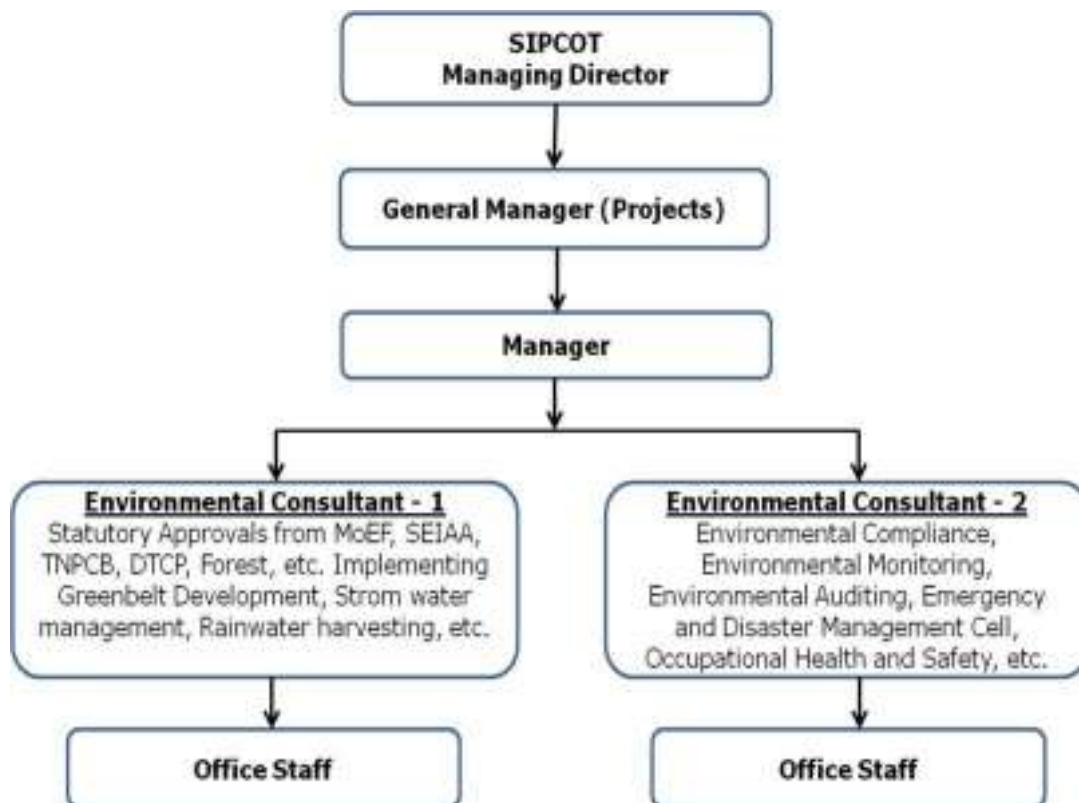 SIPCOT
Managing Director
General Manager (Projects)
Manager
Environmental Consultant - 1
Statutory Approvals from MoEF, SEIAA,
TNPCB, DTCP, Forest, etc. Implementing
Greenbelt Development, Strom water
management, Rainwater harvesting, etc.
Environmental Consultant - 2
Environmental Compliance,
Environmental Monitoring,
Environmental Auditing, Emergency
and Disaster Management Cell,
Occupational Health and Safety, etc.
Office Staff
Office Staff